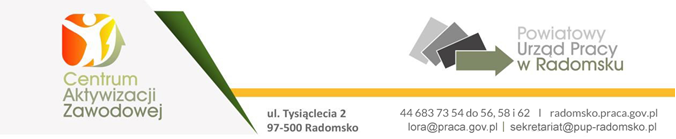 Centrum
Aktywizacji
Zawodowej
Powiatowy
Urząd Pracy
w Radomsku
ul. Tysiąclecia 2
97-500 Radomsko
44 683 73 54 do 56, 58 i 62 I radomsko.praca.gov.pl
lora@praca.gov.pl | sekretariat@pup-radomsko.pl